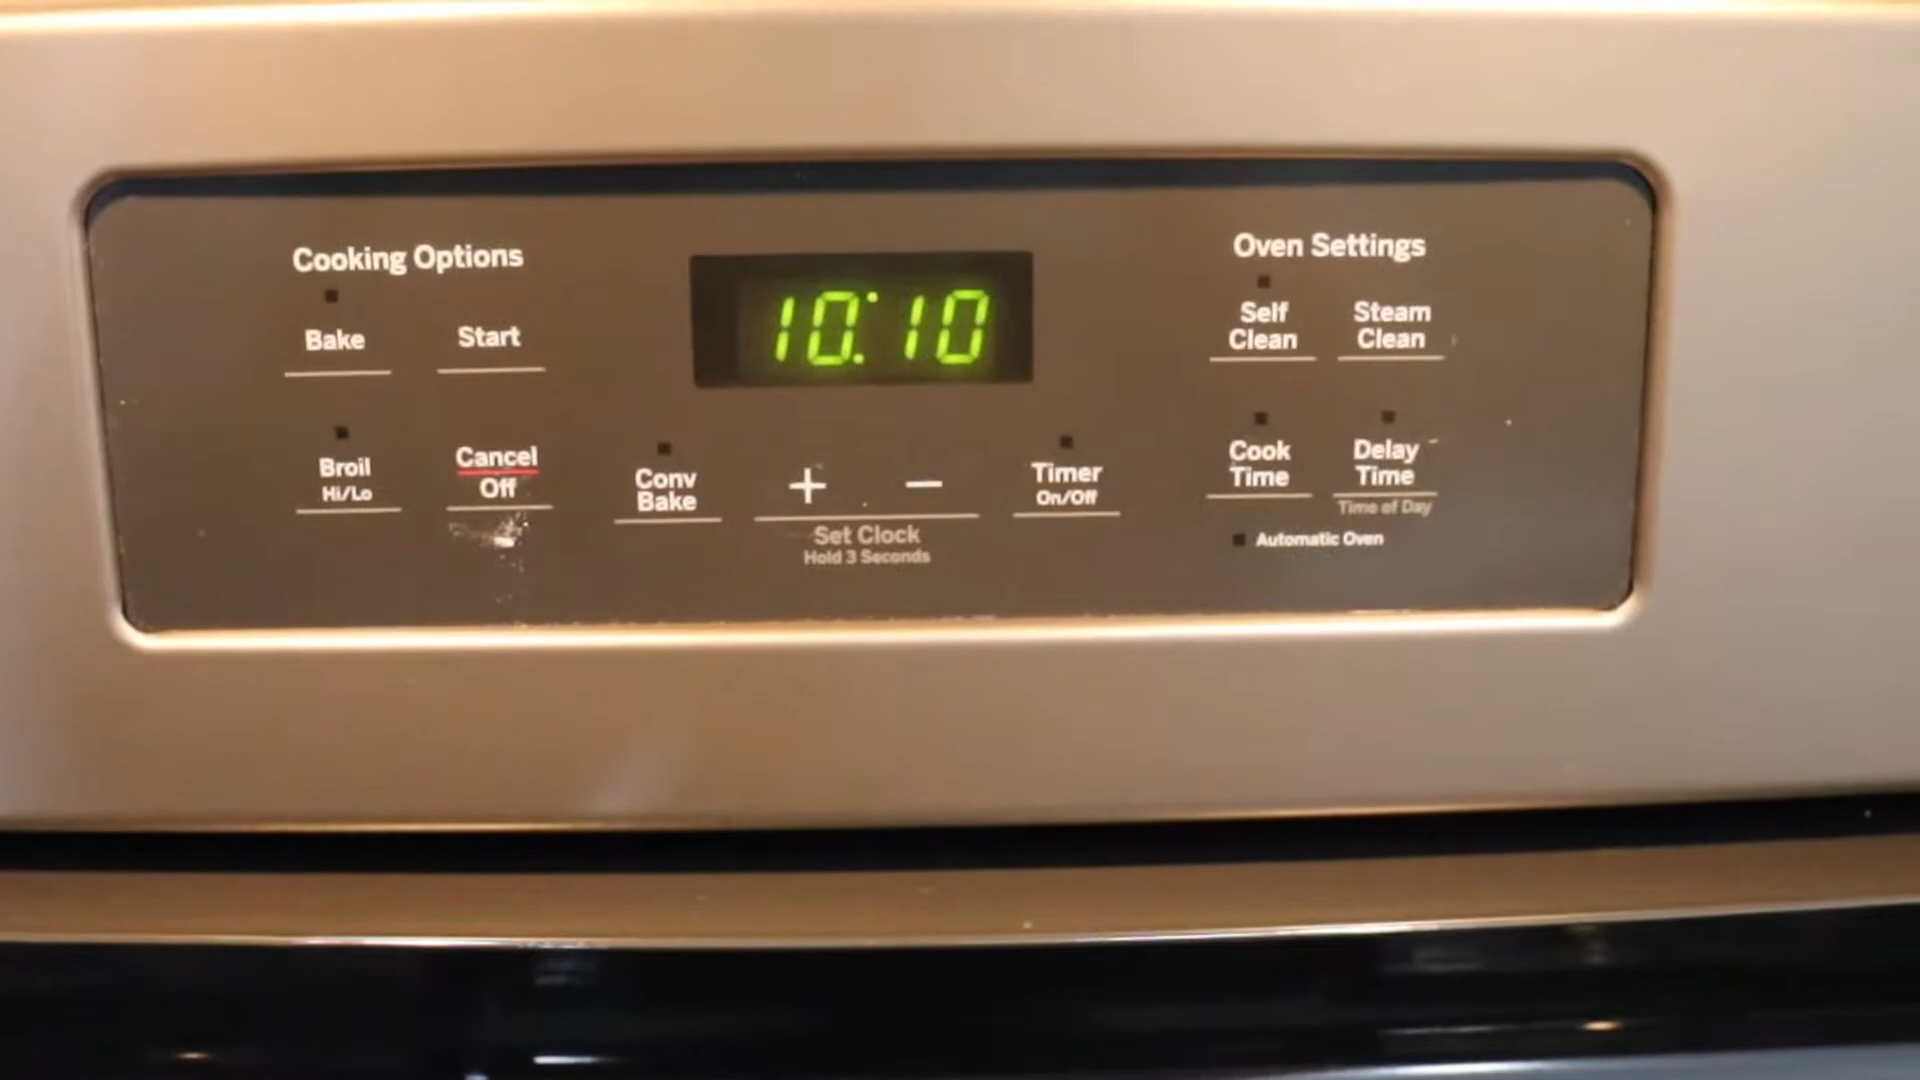 Cooking Options
Bake
Start
Broil
Hi/Lo
Cancel
Off
10:10
Conv
Bake
+ −
Set Clock
Hold 3 Seconds
Timer
On/Off
Oven Settings
Self
Clean
Steam
Clean
Cook
Time
Delay
Time
Time of Day
Automatic Oven